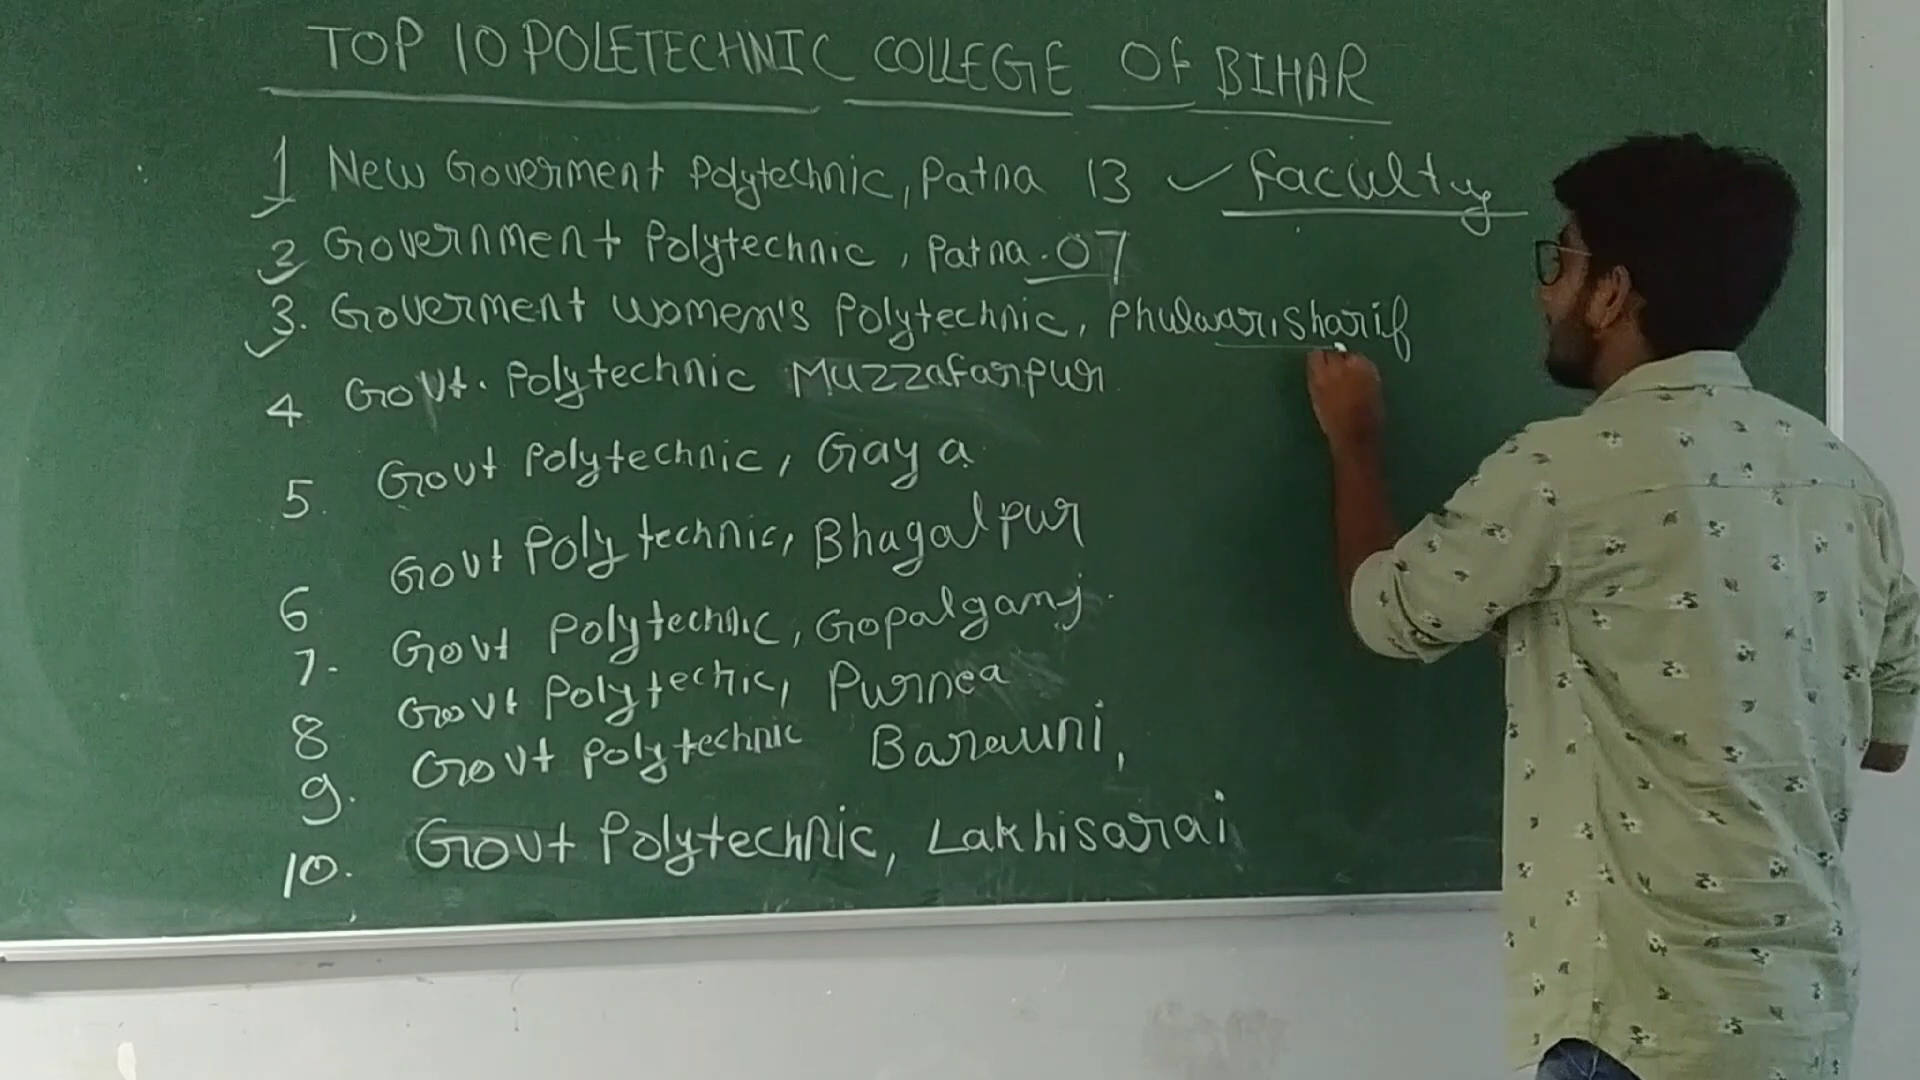 TOP 10 POLETECHNIC COLLEGE OF BIHAR
1 New Goverment Polytechnic, Patna 13 ✓ Faculty
2 Government Polytechnic, Patna.07
3. Goverment women's Polytechnic, Phulwarisharif
4 Govt. Polytechnic Muzzafarpur
5. Govt Polytechnic, Gaya
6 Govt Polytechnic, Bhagalpur
7. Govt Polytechnic, Gopalganj.
8 Govt Polytechic, Purnea
9. Govt Polytechnic Barauni,
10. Govt Polytechnic, Lakhisarai